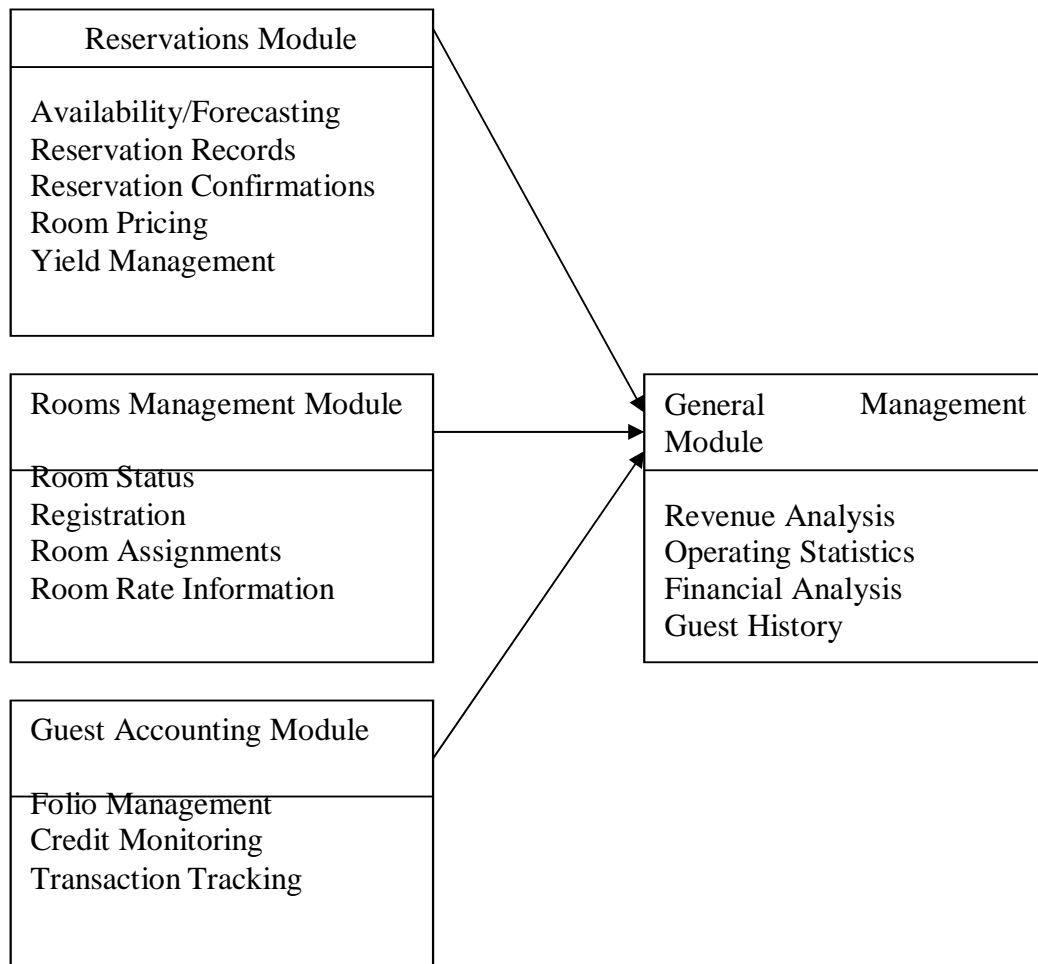 Reservations Module
Availability/Forecasting
Reservation Records
Reservation Confirmations
Room Pricing
Yield Management
Rooms Management Module
Room Status
Registration
Room Assignments
Room Rate Information
General Management
Module
Revenue Analysis
Operating Statistics
Financial Analysis
Guest History
Guest Accounting Module
Folio Management
Credit Monitoring
Transaction Tracking